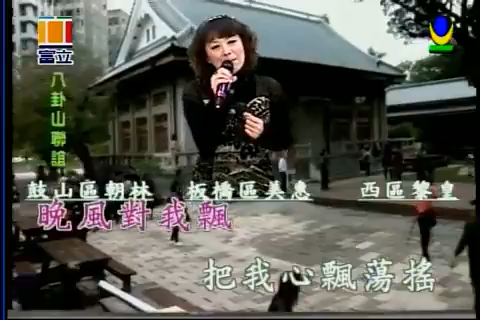 富立
八卦山聯誼
鼓山區朝林 板橋區美惠 西區黎皇
晚風對我飄
把我心飄蕩搖